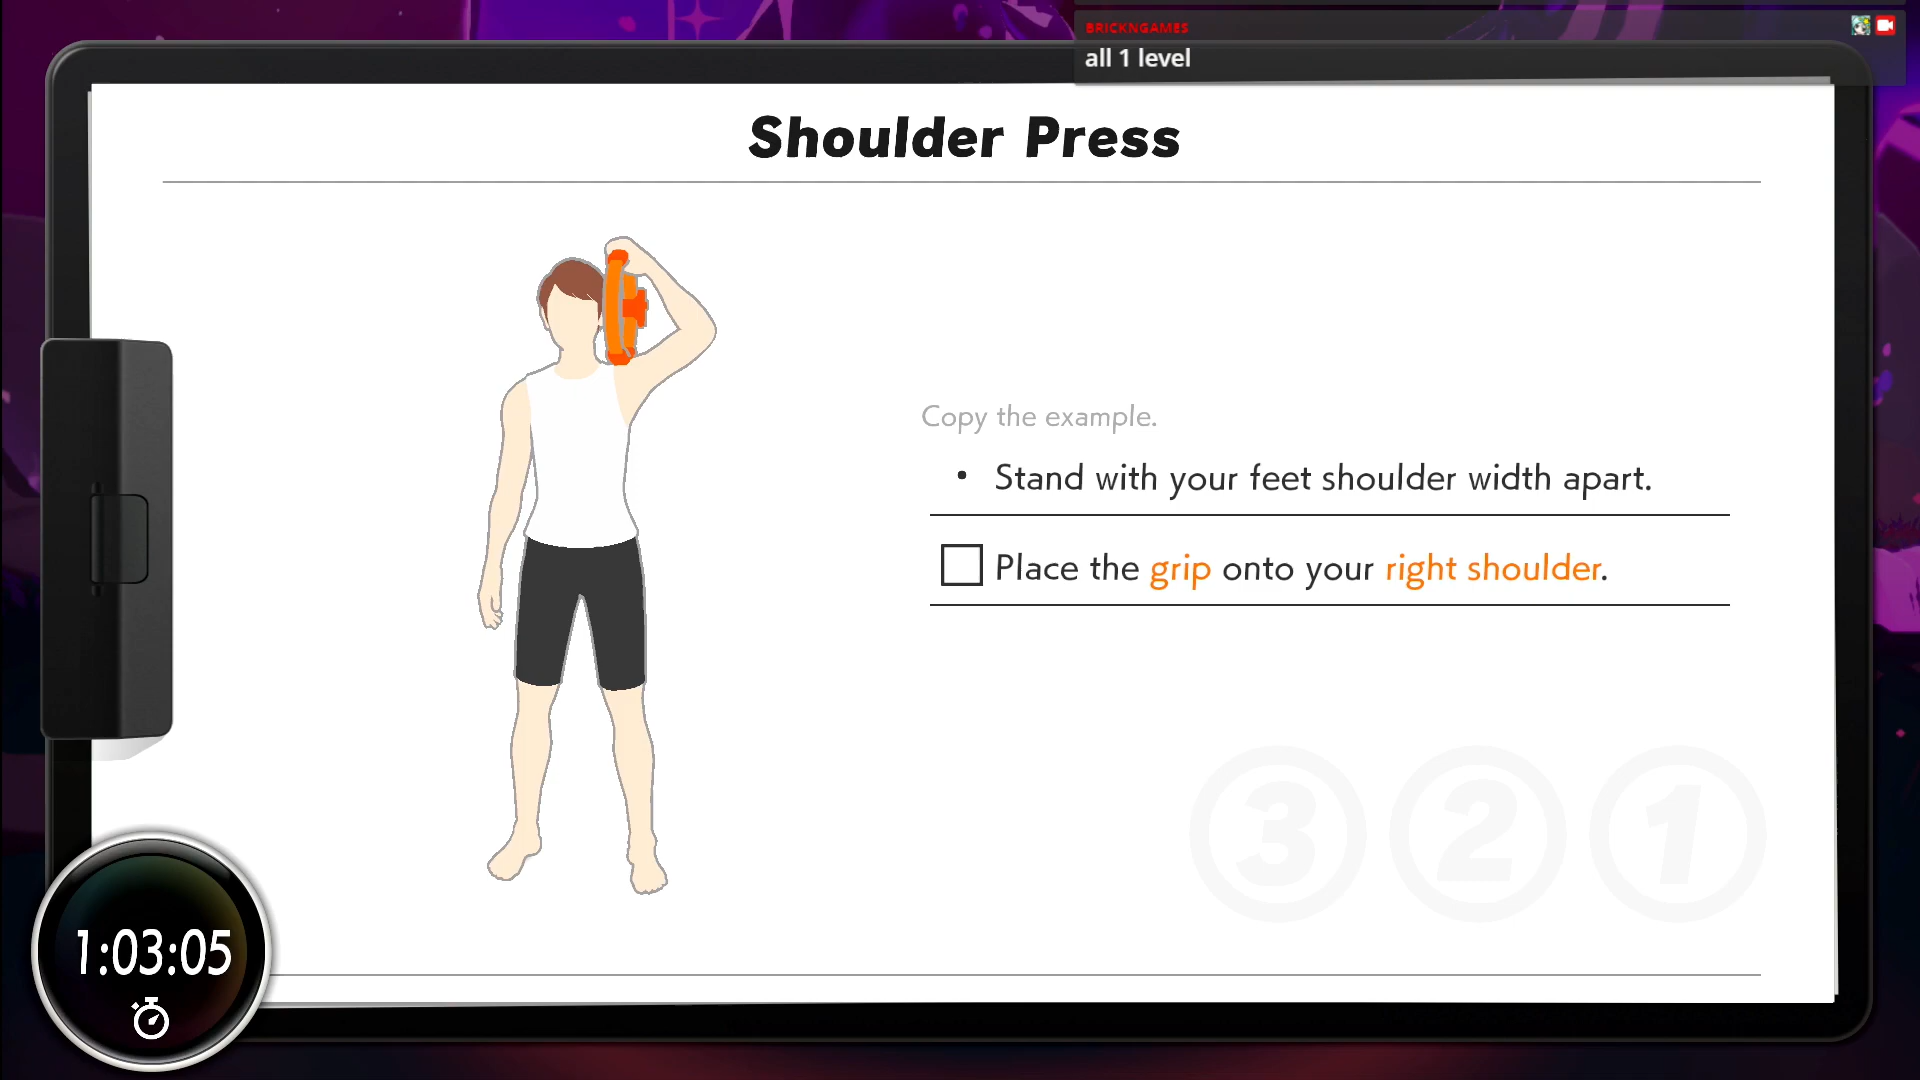 BRICKNGAMES
all 1 level
Shoulder Press
Copy the example.
• Stand with your feet shoulder width apart.
Place the grip onto your right shoulder.
3 2 1
1:03:05